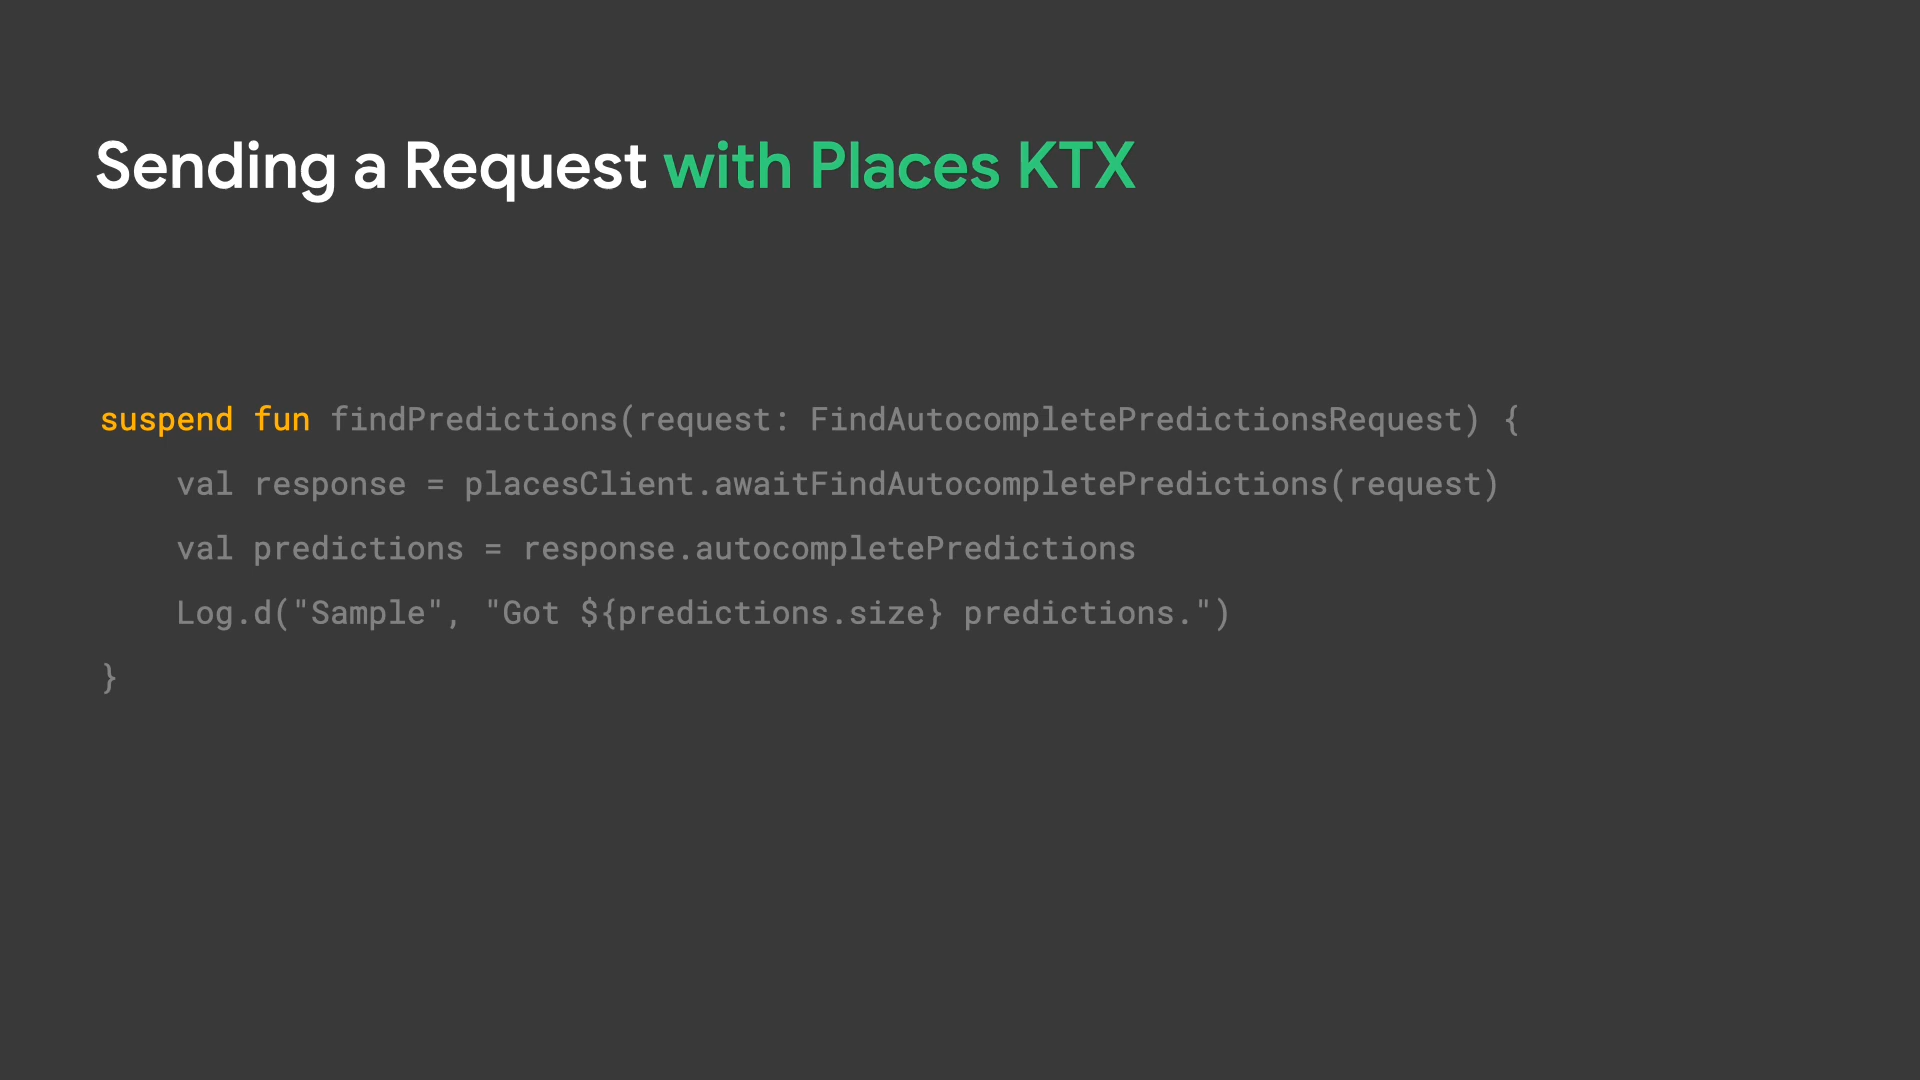 Sending a Request with Places KTX
suspend fun findPredictions(request: FindAutocompletePredictionsRequest) {
    val response = placesClient.awaitFindAutocompletePredictions(request)
    val predictions = response.autocompletePredictions
    Log.d("Sample", "Got ${predictions.size} predictions.")
}